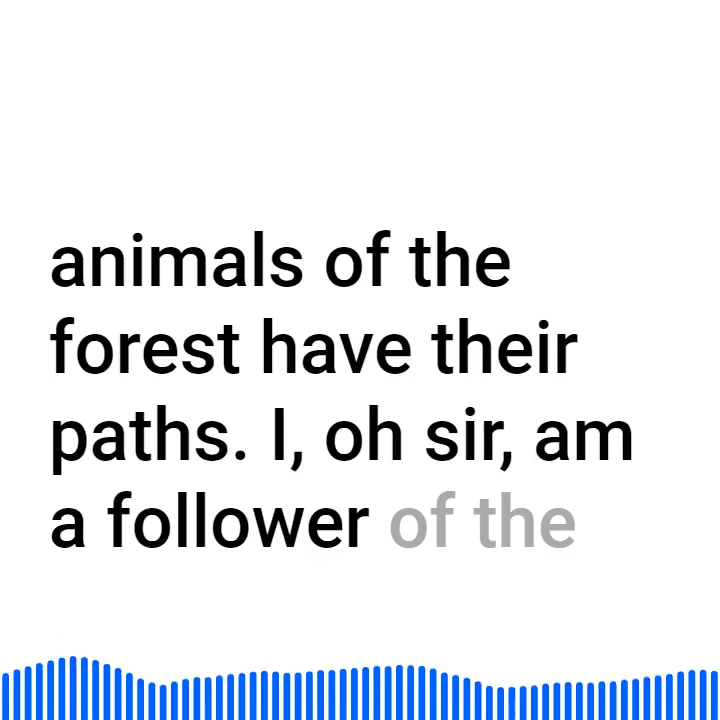 animals of the
forest have their
paths. I, oh sir, am
a follower of the